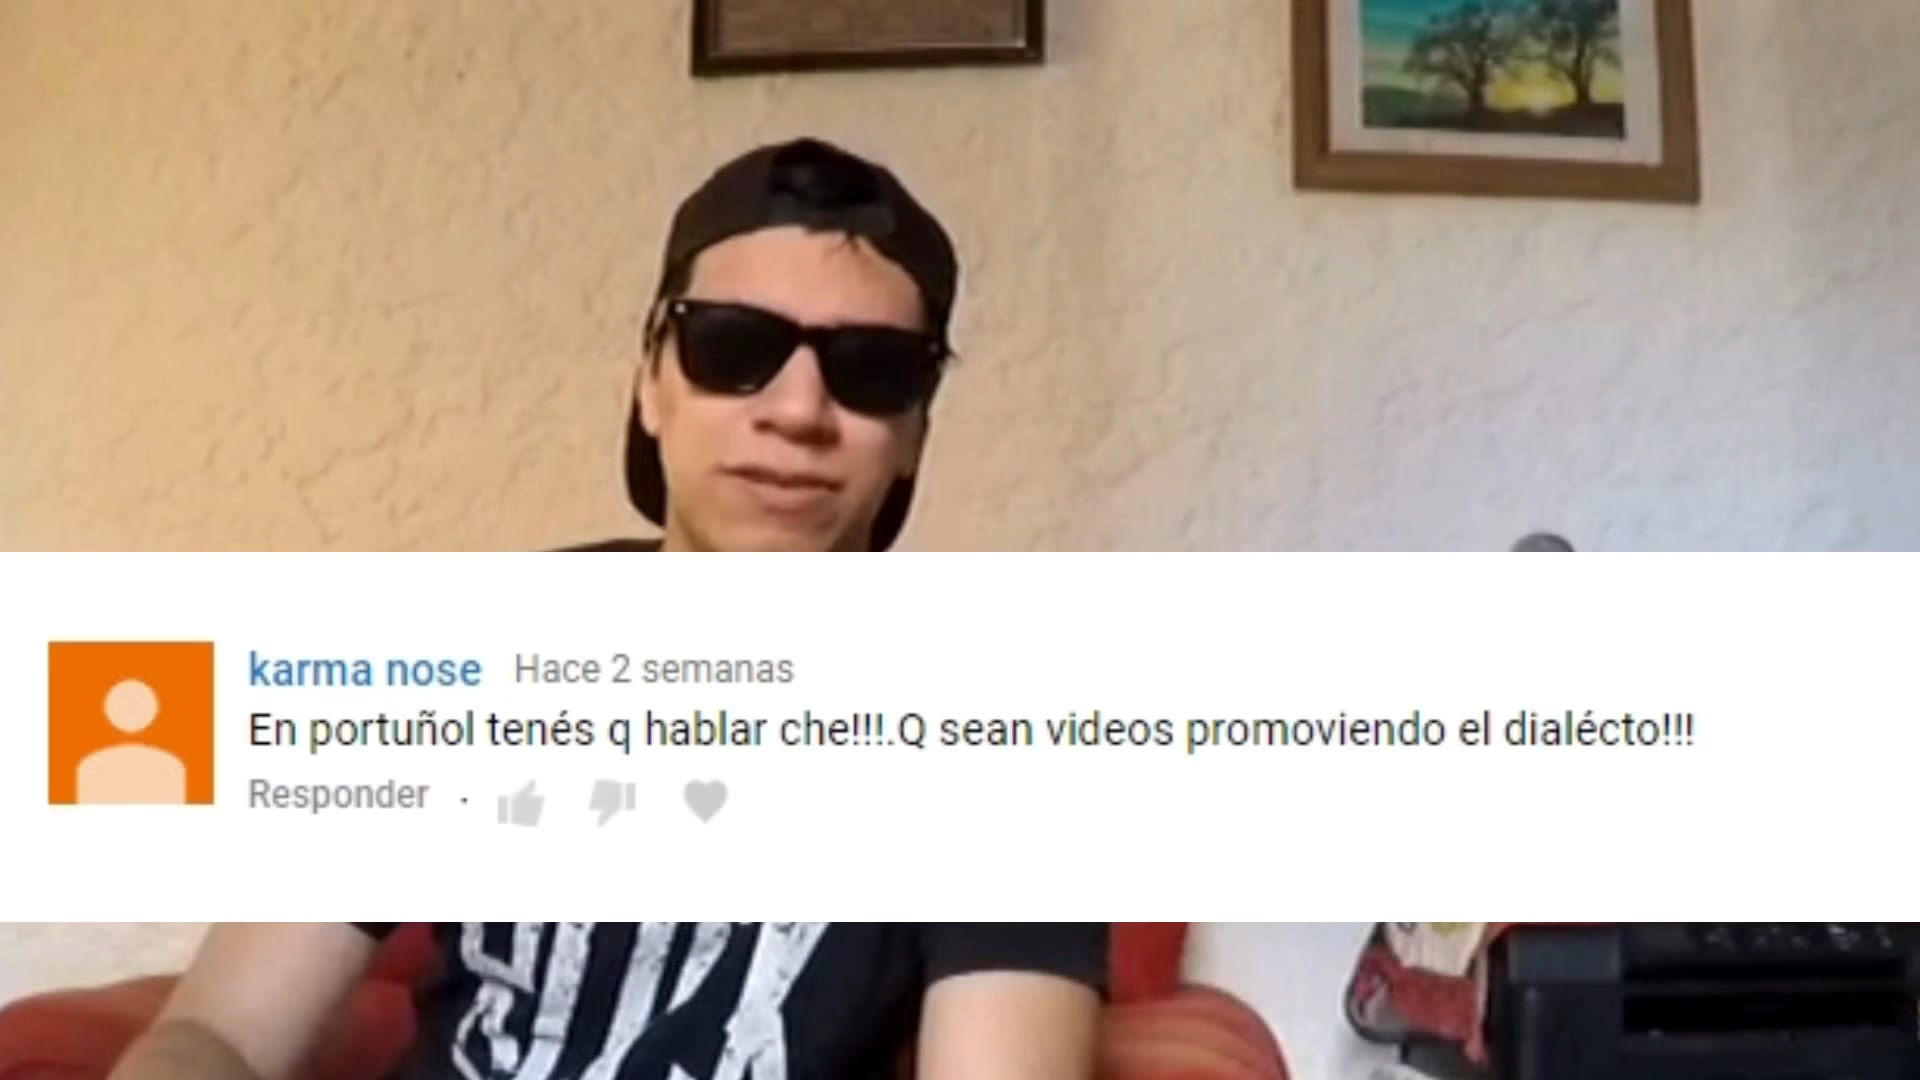 karma nose Hace 2 semanas
En portuñol tenés q hablar che!!!.Q sean videos promoviendo el dialécto!!!
Responder ·